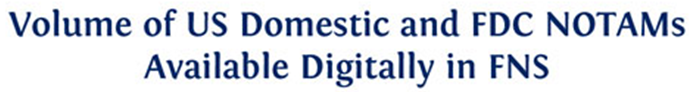 Volume of US Domestic and FDC NOTAMs
Available Digitally in FNS